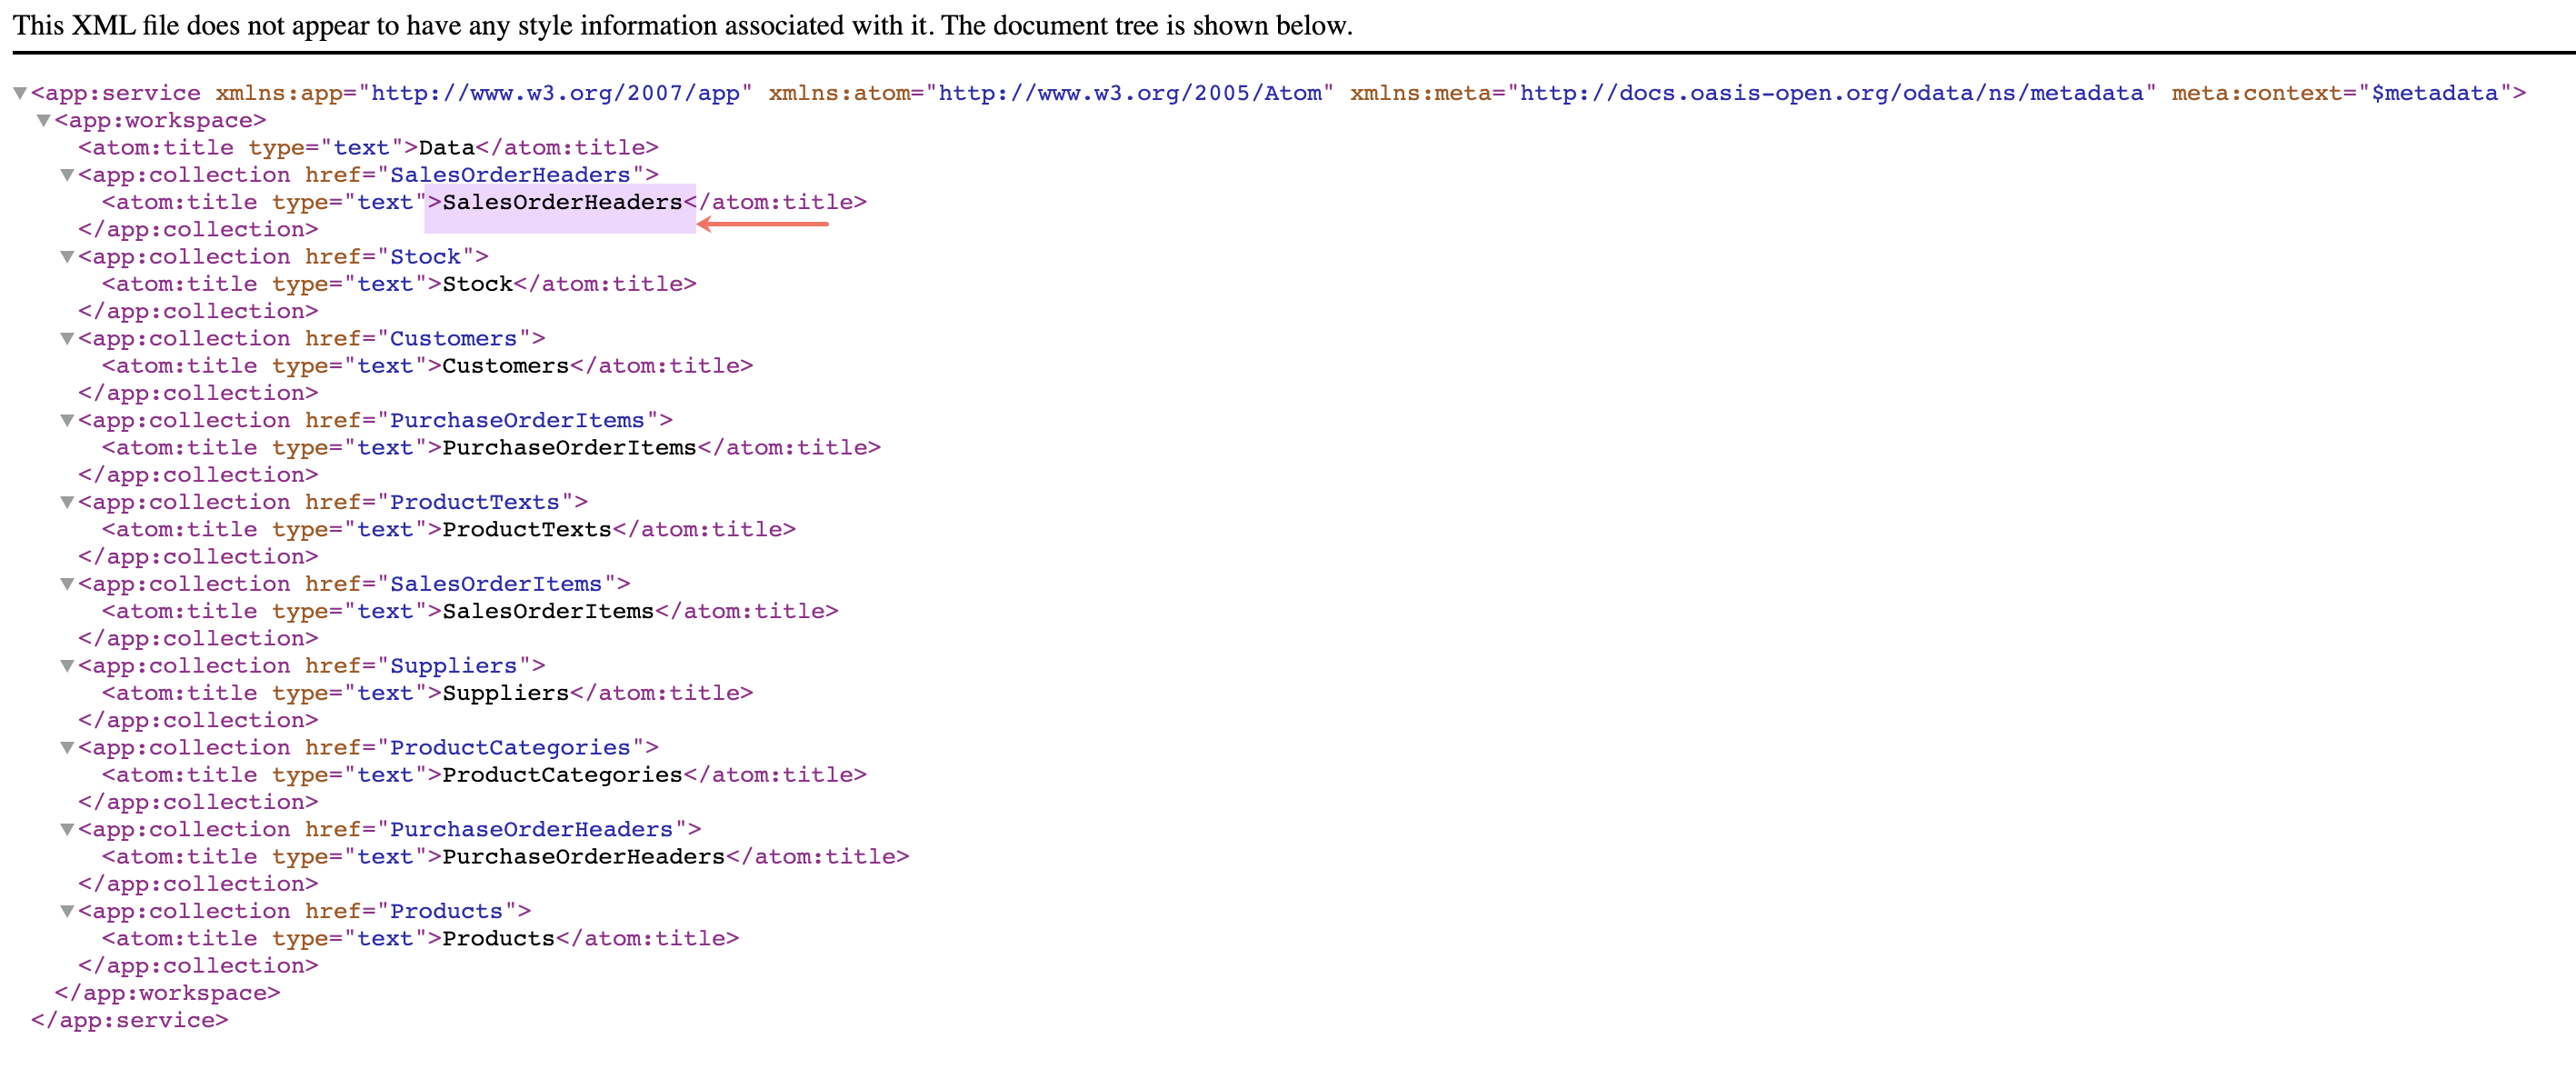 This XML file does not appear to have any style information associated with it. The document tree is shown below.
<app:service xmlns:app="http://www.w3.org/2007/app" xmlns:atom="http://www.w3.org/2005/Atom" xmlns:meta="http://docs.oasis-open.org/odata/ns/metadata" meta:context="$metadata">
<app:workspace>
<atom:title type="text">Data</atom:title>
<app:collection href="SalesOrderHeaders">
<atom:title type="text">SalesOrderHeaders</atom:title>
</app:collection>
<app:collection href="Stock">
<atom:title type="text">Stock</atom:title>
</app:collection>
<app:collection href="Customers">
<atom:title type="text">Customers</atom:title>
</app:collection>
<app:collection href="PurchaseOrderItems">
<atom:title type="text">PurchaseOrderItems</atom:title>
</app:collection>
<app:collection href="ProductTexts">
<atom:title type="text">ProductTexts</atom:title>
</app:collection>
<app:collection href="SalesOrderItems">
<atom:title type="text">SalesOrderItems</atom:title>
</app:collection>
<app:collection href="Suppliers">
<atom:title type="text">Suppliers</atom:title>
</app:collection>
<app:collection href="ProductCategories">
<atom:title type="text">ProductCategories</atom:title>
</app:collection>
<app:collection href="PurchaseOrderHeaders">
<atom:title type="text">PurchaseOrderHeaders</atom:title>
</app:collection>
<app:collection href="Products">
<atom:title type="text">Products</atom:title>
</app:collection>
</app:workspace>
</app:service>